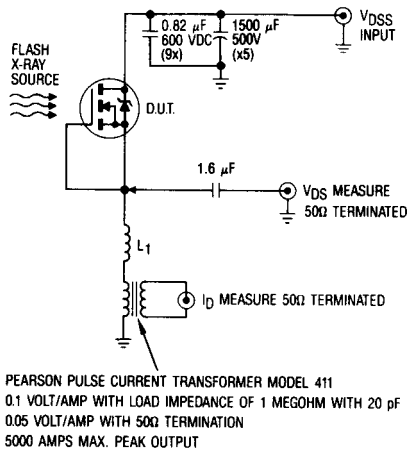 0.82 μF
600 VDC
(9x)
1500 μF
500V
(x5)
VDSS
INPUT
FLASH
X-RAY
SOURCE
D.U.T.
1.6 μF
VDS MEASURE
50Ω TERMINATED
L1
ID MEASURE 50Ω TERMINATED
PEARSON PULSE CURRENT TRANSFORMER MODEL 411
0.1 VOLT/AMP WITH LOAD IMPEDANCE OF 1 MEGOHM WITH 20 pF
0.05 VOLT/AMP WITH 50Ω TERMINATION
5000 AMPS MAX. PEAK OUTPUT